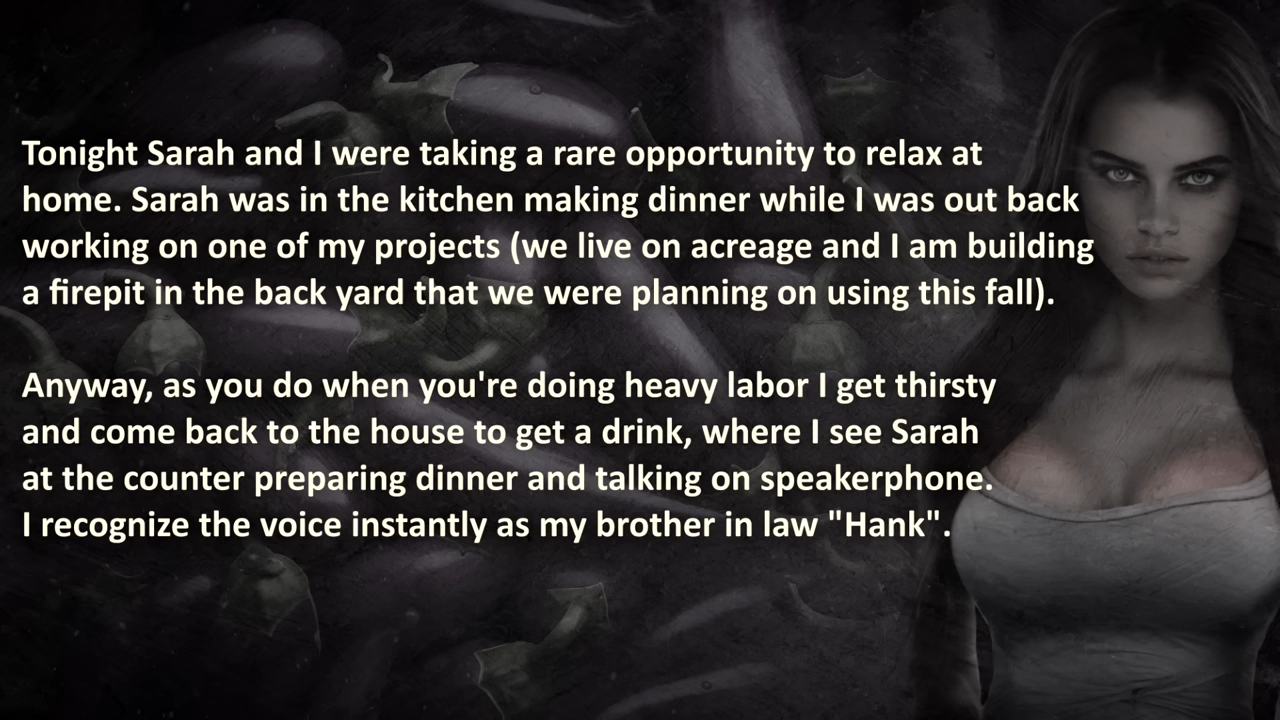 Tonight Sarah and I were taking a rare opportunity to relax at
home. Sarah was in the kitchen making dinner while I was out back
working on one of my projects (we live on acreage and I am building
a firepit in the back yard that we were planning on using this fall).
Anyway, as you do when you're doing heavy labor I get thirsty
and come back to the house to get a drink, where I see Sarah
at the counter preparing dinner and talking on speakerphone.
I recognize the voice instantly as my brother in law "Hank".